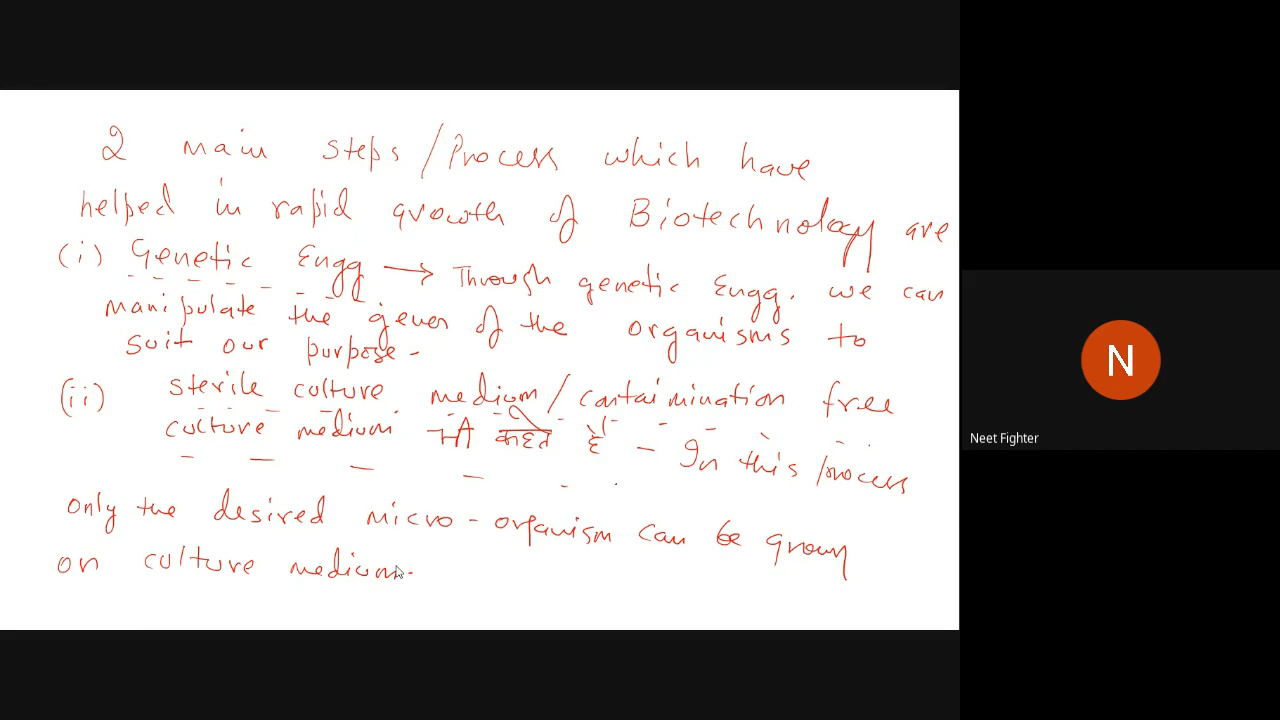 2 main steps/Process which have
helped in rapid growth of Biotechnology are
(i) Genetic Engg → Through genetic Engg. we can
manipulate the genes of the organisms to
suit our purpose.
(ii) sterile culture medium/contaimination free
culture medium भी कहते हैं - In this process
only the desired micro-organism can be grown
on culture medium.
N
Neet Fighter